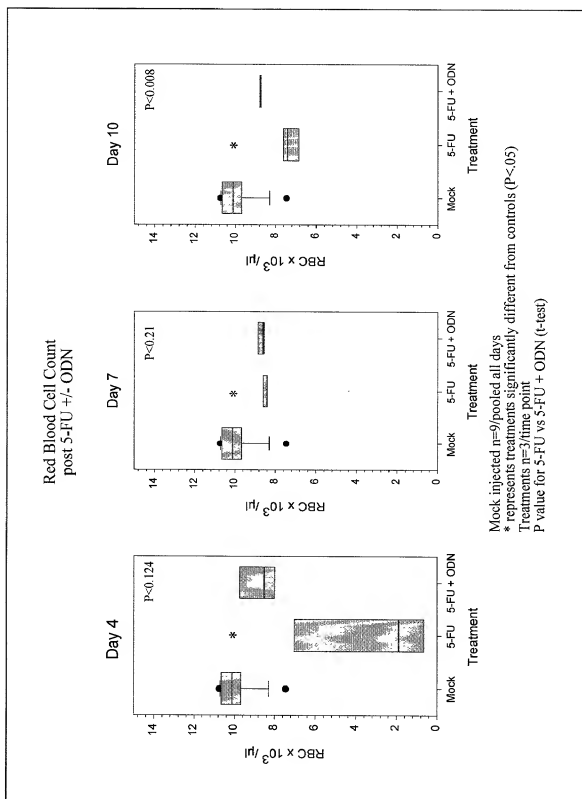 Red Blood Cell Count
post 5-FU +/- ODN
Day 4
P<0.124
RBC x 10³/µl
14
12
10
8
6
4
2
0
*
Mock
5-FU
5-FU + ODN
Treatment
Day 7
P<0.21
RBC x 10³/µl
14
12
10
8
6
4
2
0
*
Mock
5-FU
5-FU + ODN
Treatment
Day 10
P<0.008
RBC x 10³/µl
14
12
10
8
6
4
2
0
*
Mock
5-FU
5-FU + ODN
Treatment
Mock injected n=9/pooled all days
* represents treatments significantly different from controls (P<.05)
Treatments n=3/time point
P value for 5-FU vs 5-FU + ODN (t-test)